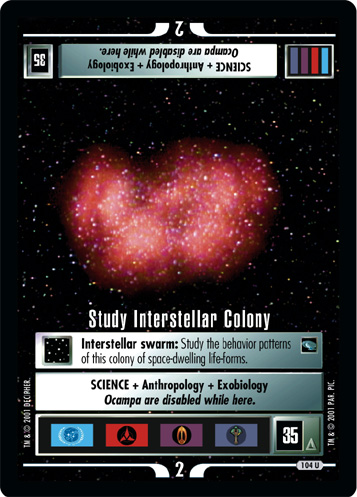 2
SCIENCE + Anthropology + Exobiology
Ocampa are disabled while here.
35
Study Interstellar Colony
Interstellar swarm: Study the behavior patterns
of this colony of space-dwelling life-forms.
SCIENCE + Anthropology + Exobiology
Ocampa are disabled while here.
35
TM & © 2001 DECIPHER.
TM & © 2001 PAR. PIC.
2
104 U